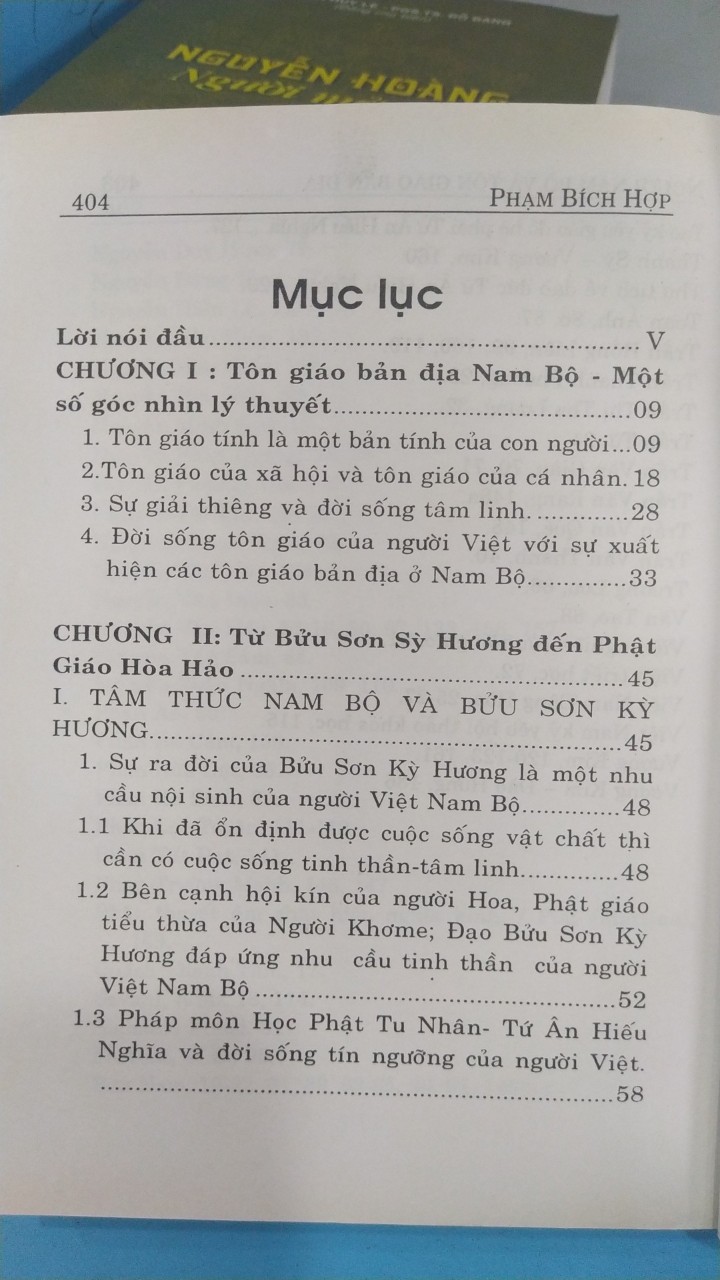 NGUYỄN HOÀNG
Người
404 PHẠM BÍCH HỢP
Mục lục
Lời nói đầu.......................................................... V
CHƯƠNG I : Tôn giáo bản địa Nam Bộ - Một
số góc nhìn lý thuyết........................................09
1. Tôn giáo tính là một bản tính của con người...09
2.Tôn giáo của xã hội và tôn giáo của cá nhân. 18
3. Sự giải thiêng và đời sống tâm linh. .............28
4. Đời sống tôn giáo của người Việt với sự xuất
hiện các tôn giáo bản địa ở Nam Bộ.............33
CHƯƠNG II: Từ Bửu Sơn Sỳ Hương đến Phật
Giáo Hòa Hảo ...................................................45
I. TÂM THỨC NAM BỘ VÀ BỬU SƠN KỲ
HƯƠNG..............................................................45
1. Sự ra đời của Bửu Sơn Kỳ Hương là một nhu
cầu nội sinh của người Việt Nam Bộ.............48
1.1 Khi đã ổn định được cuộc sống vật chất thì
cần có cuộc sống tinh thần-tâm linh.............48
1.2 Bên cạnh hội kín của người Hoa, Phật giáo
tiểu thừa của Người Khơme; Đạo Bửu Sơn Kỳ
Hương đáp ứng nhu cầu tinh thần của người
Việt Nam Bộ ...............................................52
1.3 Pháp môn Học Phật Tu Nhân- Tứ Ân Hiếu
Nghĩa và đời sống tín ngưỡng của người Việt.
....................................................................58